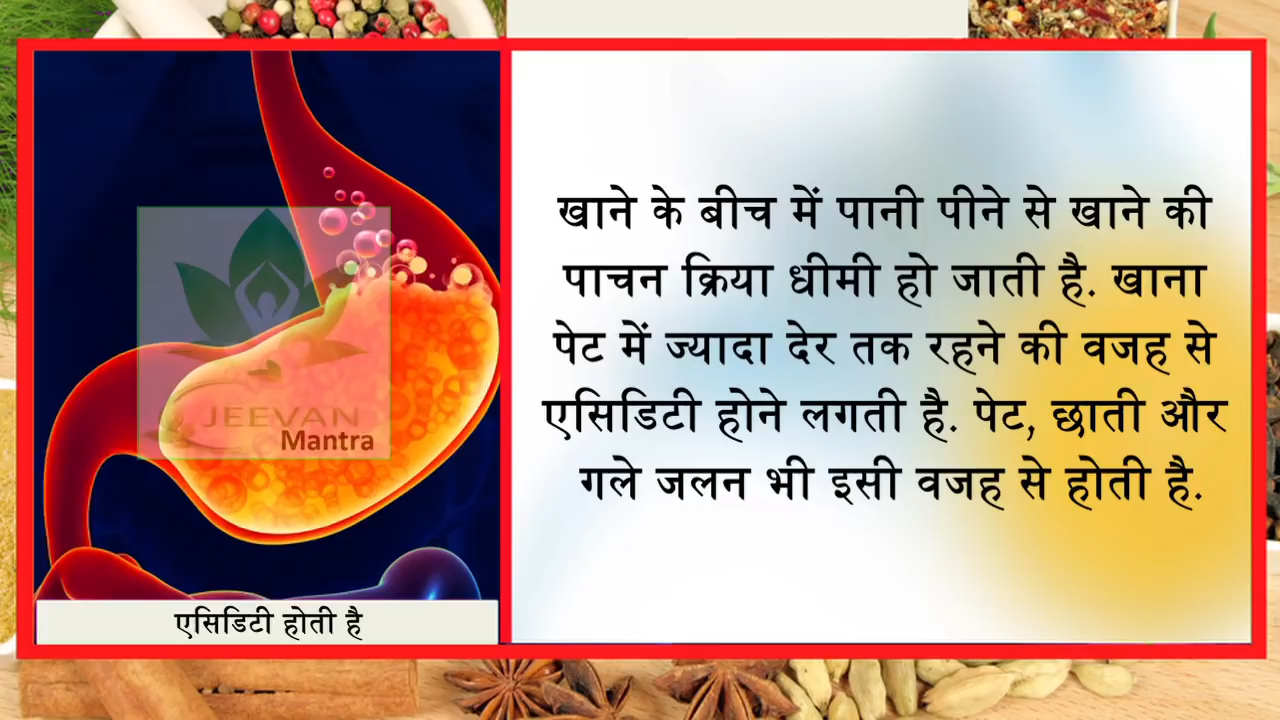 खाने के बीच में पानी पीने से खाने की
पाचन क्रिया धीमी हो जाती है. खाना
पेट में ज्यादा देर तक रहने की वजह से
एसिडिटी होने लगती है. पेट, छाती और
गले जलन भी इसी वजह से होती है.
JEEVAN
Mantra
एसिडिटी होती है